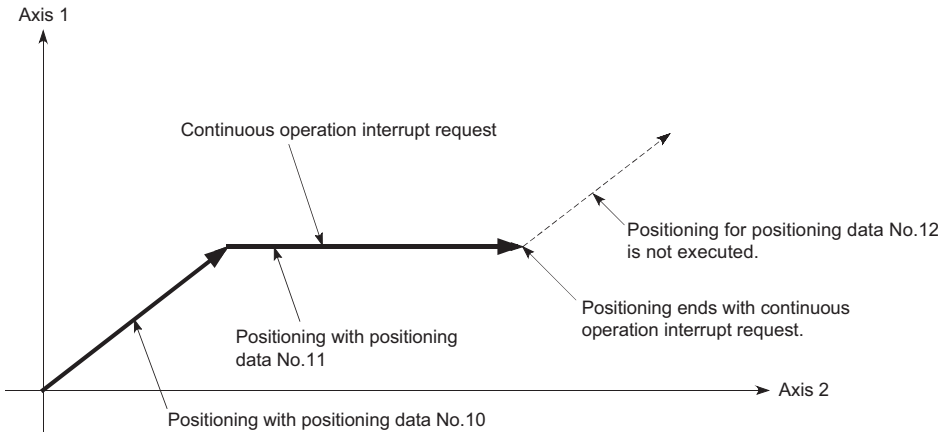 Axis 1
Continuous operation interrupt request
Positioning for positioning data No.12
is not executed.
Positioning ends with continuous
operation interrupt request.
Positioning with positioning
data No.11
Axis 2
Positioning with positioning data No.10